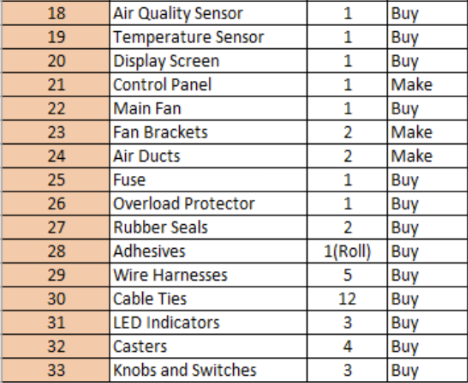 18 Air Quality Sensor 1 Buy
19 Temperature Sensor 1 Buy
20 Display Screen 1 Buy
21 Control Panel 1 Make
22 Main Fan 1 Buy
23 Fan Brackets 2 Make
24 Air Ducts 2 Make
25 Fuse 1 Buy
26 Overload Protector 1 Buy
27 Rubber Seals 2 Buy
28 Adhesives 1(Roll) Buy
29 Wire Harnesses 5 Buy
30 Cable Ties 12 Buy
31 LED Indicators 3 Buy
32 Casters 4 Buy
33 Knobs and Switches 3 Buy